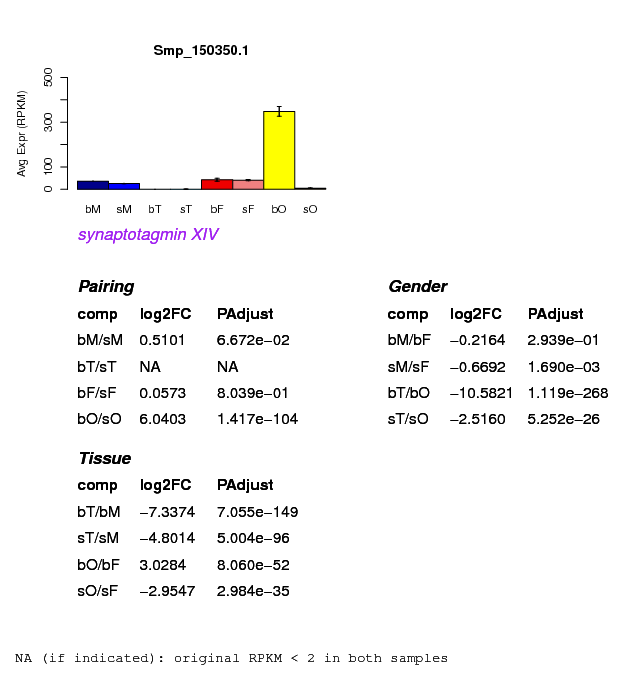 Smp_150350.1
Avg Expr (RPKM)
500
300
100
0
bM sM bT sT bF sF bO sO
synaptotagmin XIV
Pairing
comp log2FC PAdjust
bM/sM 0.5101 6.672e−02
bT/sT NA NA
bF/sF 0.0573 8.039e−01
bO/sO 6.0403 1.417e−104
Gender
comp log2FC PAdjust
bM/bF −0.2164 2.939e−01
sM/sF −0.6692 1.690e−03
bT/bO −10.5821 1.119e−268
sT/sO −2.5160 5.252e−26
Tissue
comp log2FC PAdjust
bT/bM −7.3374 7.055e−149
sT/sM −4.8014 5.004e−96
bO/bF 3.0284 8.060e−52
sO/sF −2.9547 2.984e−35
NA (if indicated): original RPKM < 2 in both samples